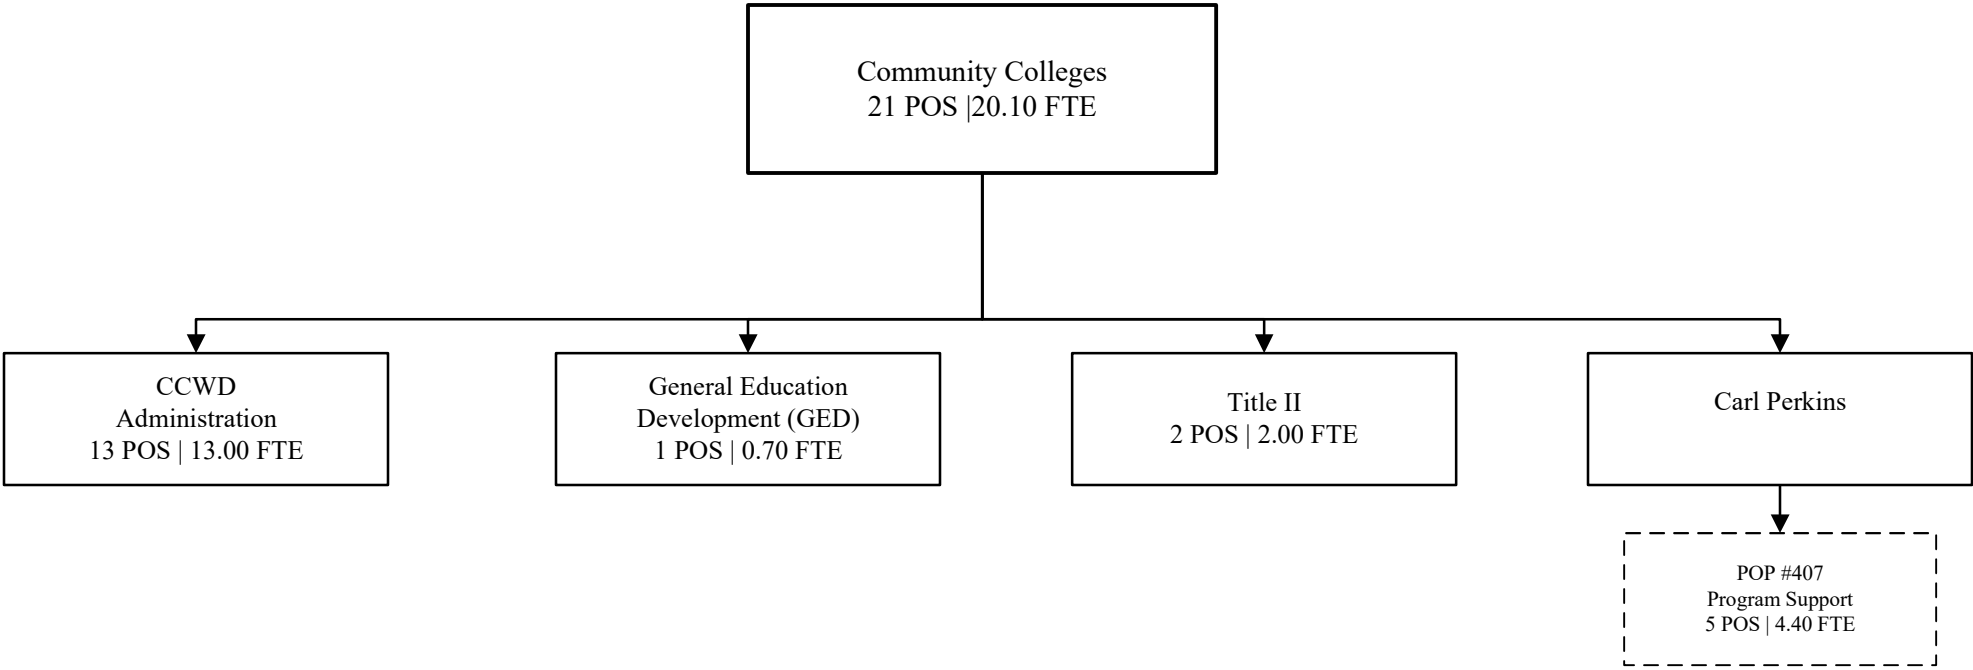 Community Colleges
21 POS |20.10 FTE
CCWD
Administration
13 POS | 13.00 FTE
General Education
Development (GED)
1 POS | 0.70 FTE
Title II
2 POS | 2.00 FTE
Carl Perkins
POP #407
Program Support
5 POS | 4.40 FTE